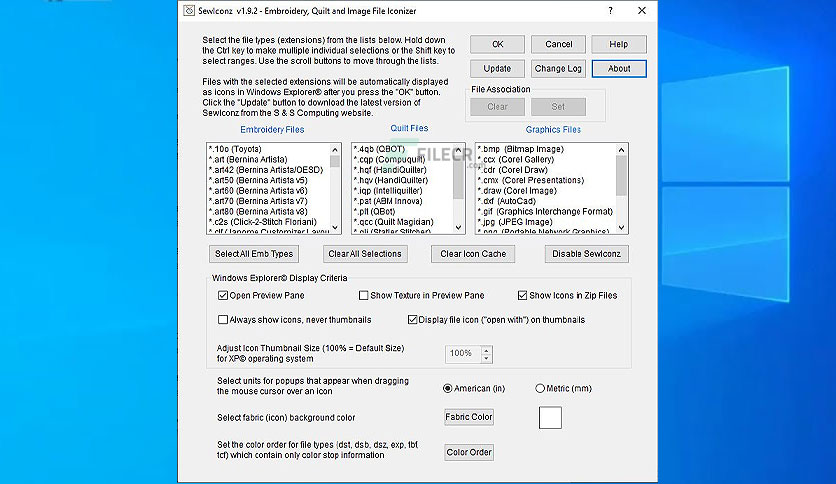 SewIconz v1.9.2 - Embroidery, Quilt and Image File Iconizer
Select the file types (extensions) from the lists below. Hold down
the Ctrl key to make multiple individual selections or the Shift key to
select ranges. Use the scroll buttons to move through the lists.
Files with the selected extensions will be automatically displayed
as icons in Windows Explorer® after you press the "OK" button.
Click the "Update" button to download the latest version of
SewIconz from the S & S Computing website.
OK Cancel Help
Update Change Log About
File Association
Clear Set
Embroidery Files
*.10o (Toyota)
*.art (Bernina Artista)
*.art42 (Bernina Artista/OESD)
*.art50 (Bernina Artista v5)
*.art60 (Bernina Artista v6)
*.art70 (Bernina Artista v7)
*.art80 (Bernina Artista v8)
*.c2s (Click-2-Stitch Floriani)
Quilt Files
*.4qb (QBOT)
*.cqp (Compuquilt)
*.hqf (HandiQuilter)
*.hqv (HandiQuilter)
*.iqp (Intelliquilter)
*.pat (ABM Innova)
*.plt (QBot)
*.qcc (Quilt Magician)
*.qli (Statler Stitcher)
Graphics Files
*.bmp (Bitmap Image)
*.ccx (Corel Gallery)
*.cdr (Corel Draw)
*.cmx (Corel Presentations)
*.draw (Corel Image)
*.dxf (AutoCad)
*.gif (Graphics Interchange Format)
*.jpg (JPEG Image)
*.png (Portable Network Graphics)
FILECR
.com
Select All Emb Types Clear All Selections Clear Icon Cache Disable SewIconz
Windows Explorer® Display Criteria
Open Preview Pane Show Texture in Preview Pane Show Icons in Zip Files
Always show icons, never thumbnails Display file icon ("open with") on thumbnails
Adjust Icon Thumbnail Size (100% = Default Size)
for XP® operating system
100%
Select units for popups that appear when dragging
the mouse cursor over an icon
American (in) Metric (mm)
Select fabric (icon) background color
Fabric Color
Set the color order for file types (dst, dsb, dsz, exp, tbf,
tcf) which contain only color stop information
Color Order